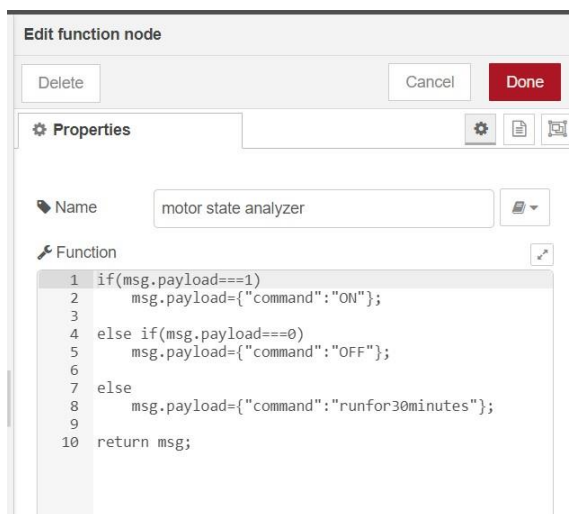 Edit function node
Delete Cancel Done
Properties
Name motor state analyzer
Function
1 if(msg.payload===1)
2 msg.payload={"command":"ON"};
3
4 else if(msg.payload===0)
5 msg.payload={"command":"OFF"};
6
7 else
8 msg.payload={"command":"runfor30minutes"};
9
10 return msg;